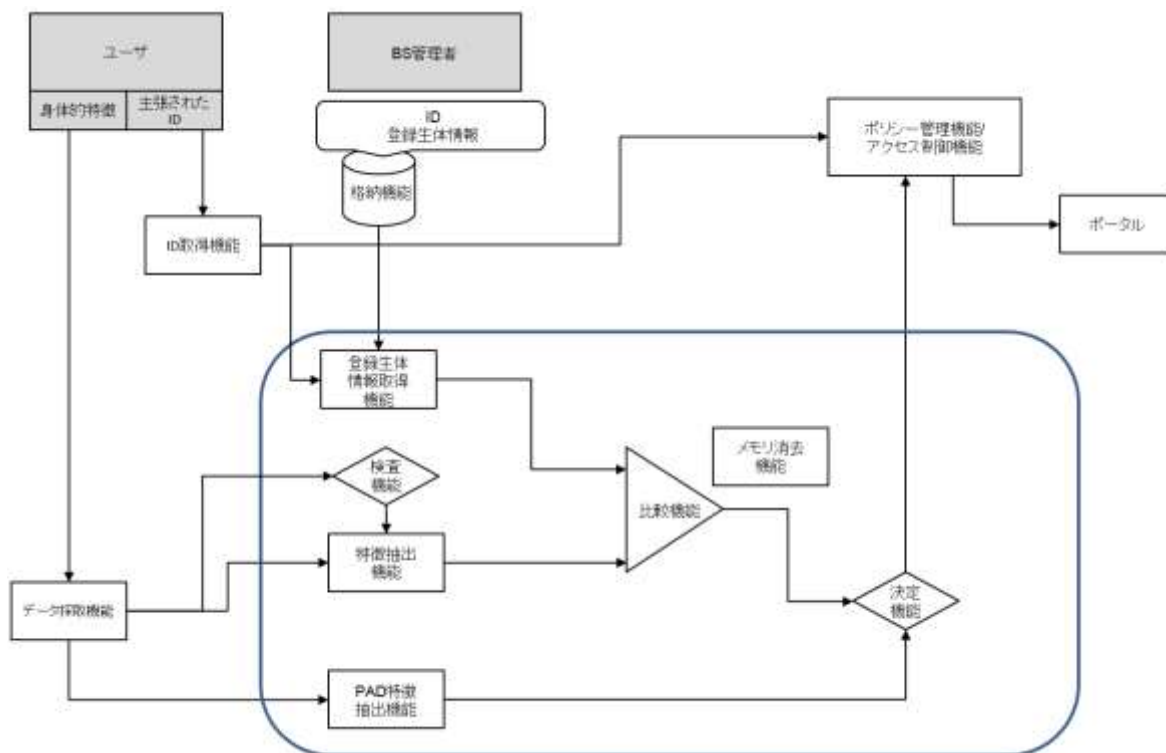 ユーザ
BS管理者
身体的特徴
主張された
ID
ID
登録生体情報
ポリシー管理機能/
アクセス制御機能
格納機能
ポータル
ID取得機能
登録生体
情報取得
機能
メモリ消去
機能
検査
機能
比較機能
特徴抽出
機能
データ採取機能
決定
機能
PAD特徴
抽出機能